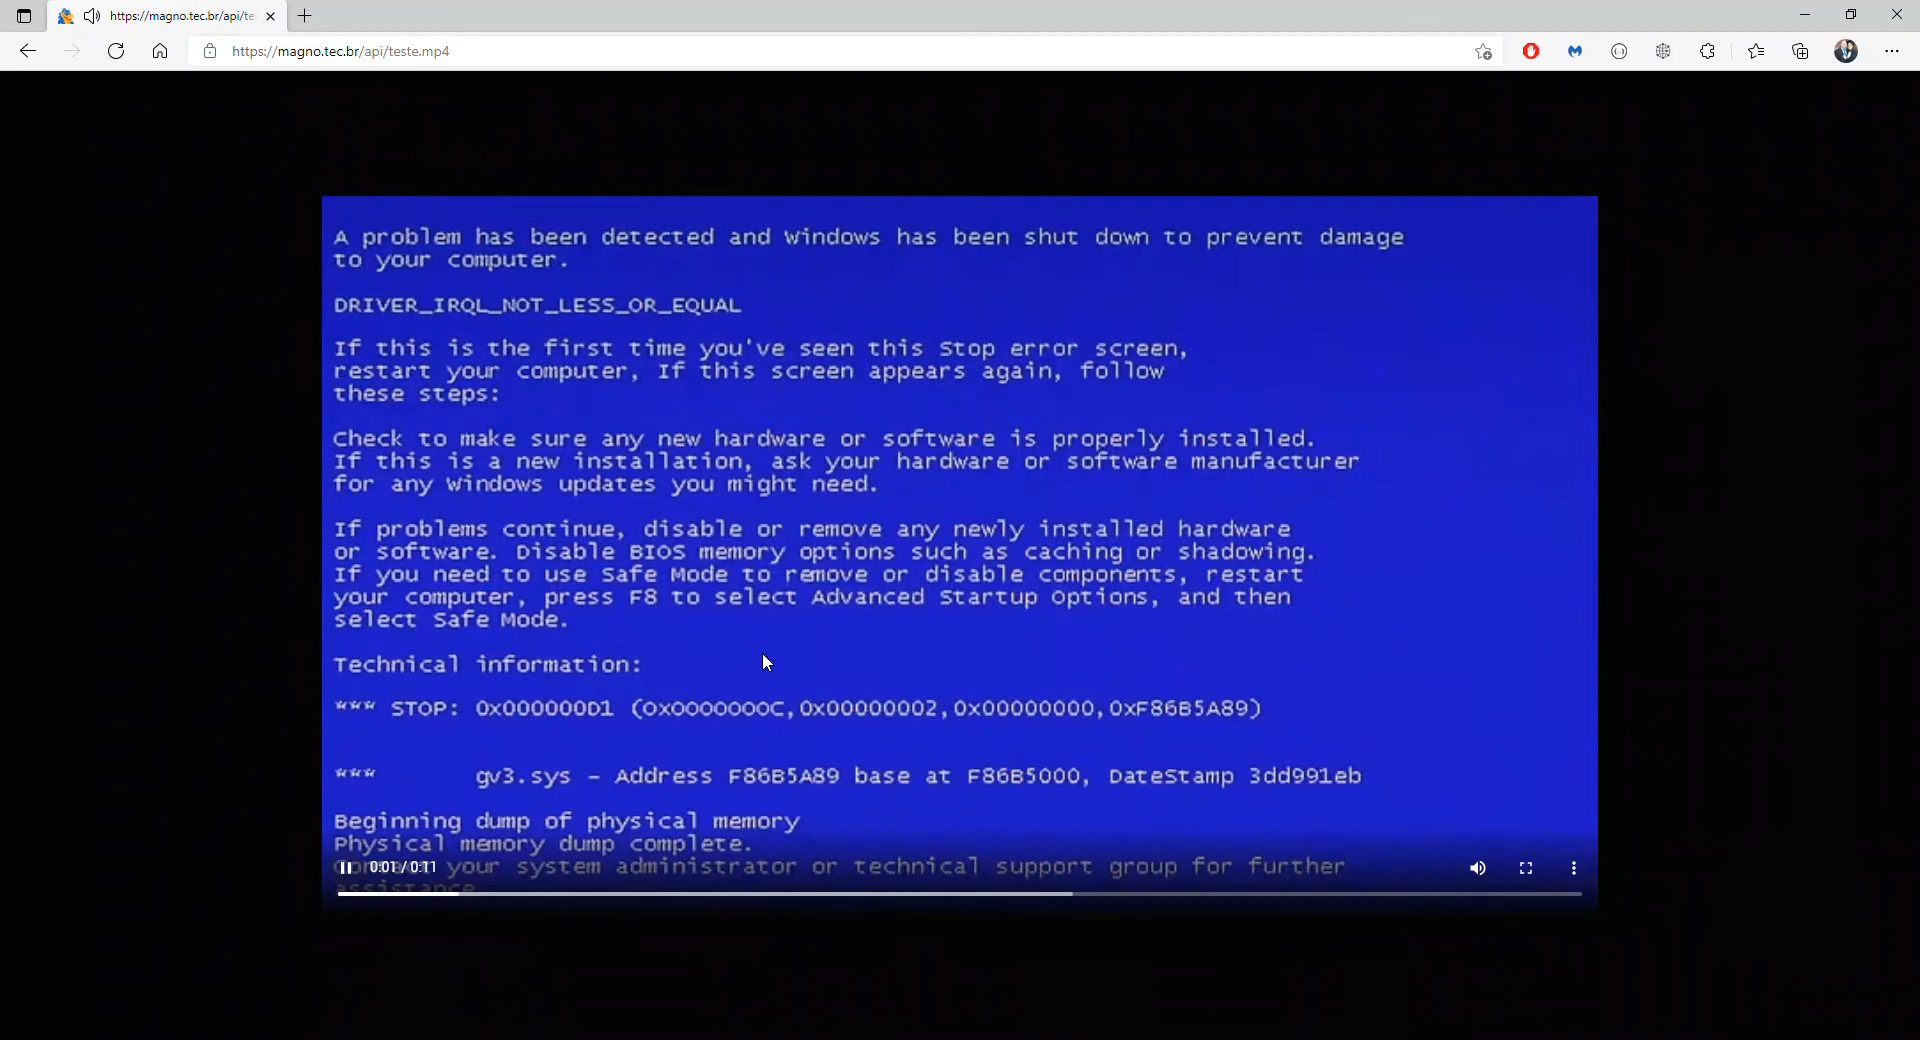 https://magno.tec.br/api/te
https://magno.tec.br/api/teste.mp4
A problem has been detected and Windows has been shut down to prevent damage
to your computer.
DRIVER_IRQL_NOT_LESS_OR_EQUAL
If this is the first time you've seen this Stop error screen,
restart your computer, If this screen appears again, follow
these steps:
Check to make sure any new hardware or software is properly installed.
If this is a new installation, ask your hardware or software manufacturer
for any Windows updates you might need.
If problems continue, disable or remove any newly installed hardware
or software. Disable BIOS memory options such as caching or shadowing.
If you need to use Safe Mode to remove or disable components, restart
your computer, press F8 to select Advanced Startup Options, and then
select Safe Mode.
Technical information:
*** STOP: 0x000000D1 (0x0000000C,0x00000002,0x00000000,0xF86B5A89)
*** gv3.sys - Address F86B5A89 base at F86B5000, DateStamp 3dd991eb
Beginning dump of physical memory
Physical memory dump complete.
Contact your system administrator or technical support group for further
0:01 / 0:11
assistance